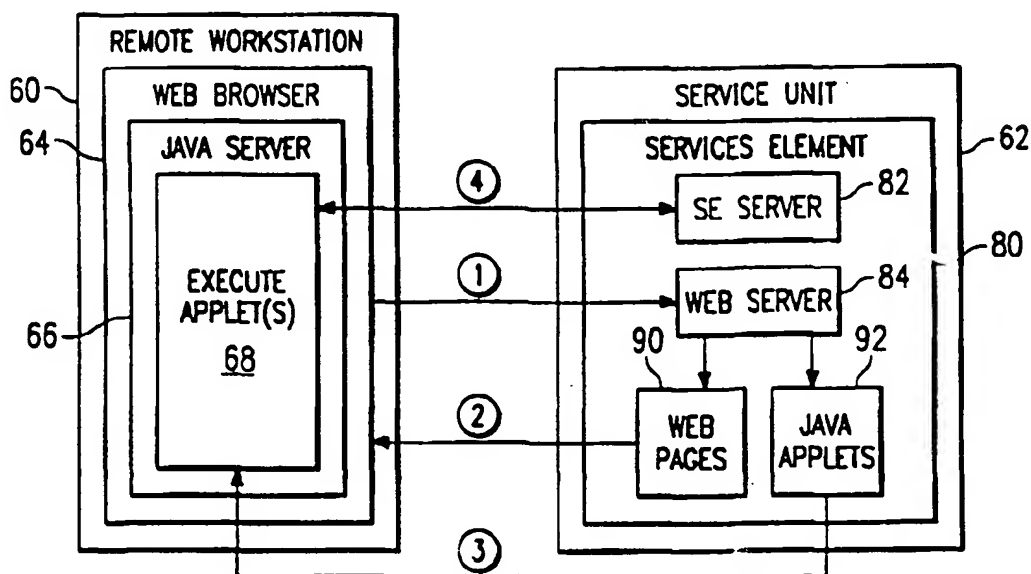 REMOTE WORKSTATION
60
WEB BROWSER
64
JAVA SERVER
EXECUTE
APPLET(S)
68
66
4
1
2
3
SERVICE UNIT
62
SERVICES ELEMENT
SE SERVER
82
80
WEB SERVER
84
90
92
WEB
PAGES
JAVA
APPLETS